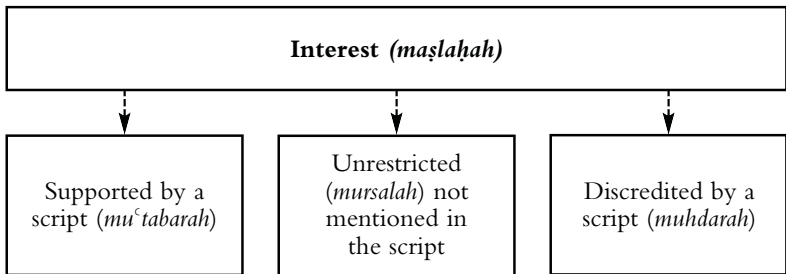 Interest (maṣlaḥah)
Supported by a
script (muʿtabarah)
Unrestricted
(mursalah) not
mentioned in
the script
Discredited by a
script (muhdarah)